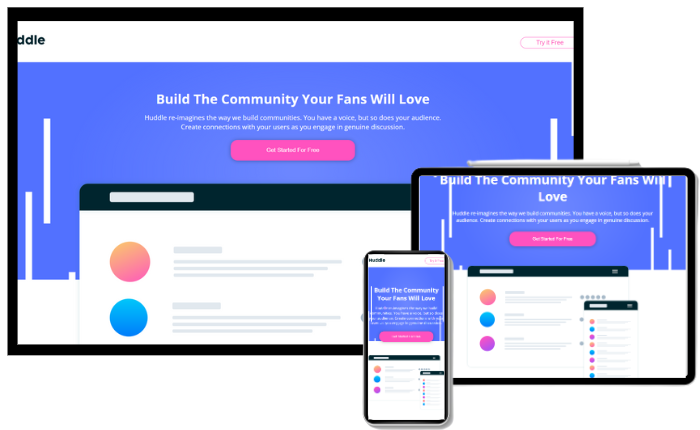 ddle
Try It Free
Build The Community Your Fans Will Love
Huddle re-imagines the way we build communities. You have a voice, but so does your audience.
Create connections with your users as you engage in genuine discussion.
Get Started For Free
Build The Community Your Fans Will
Love
Huddle re-imagines the way we build communities. You have a voice, but so does your
audience. Create connections with your users as you engage in genuine discussion.
Get Started For Free
Huddle
Build The Community
Your Fans Will Love
Get Started For Free